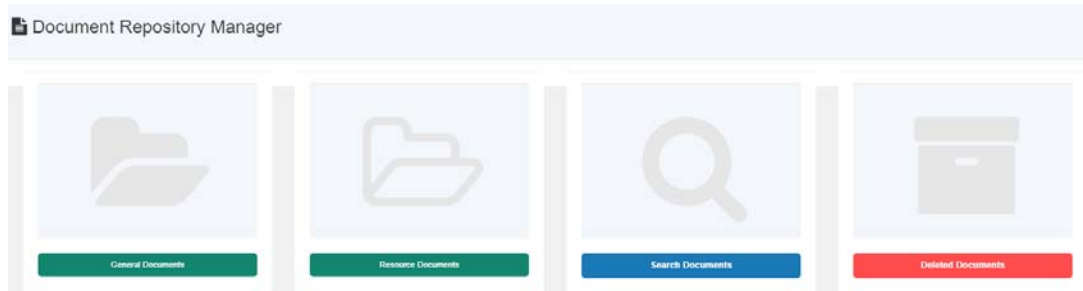 Document Repository Manager
General Documents
Resource Documents
Search Documents
Deleted Documents